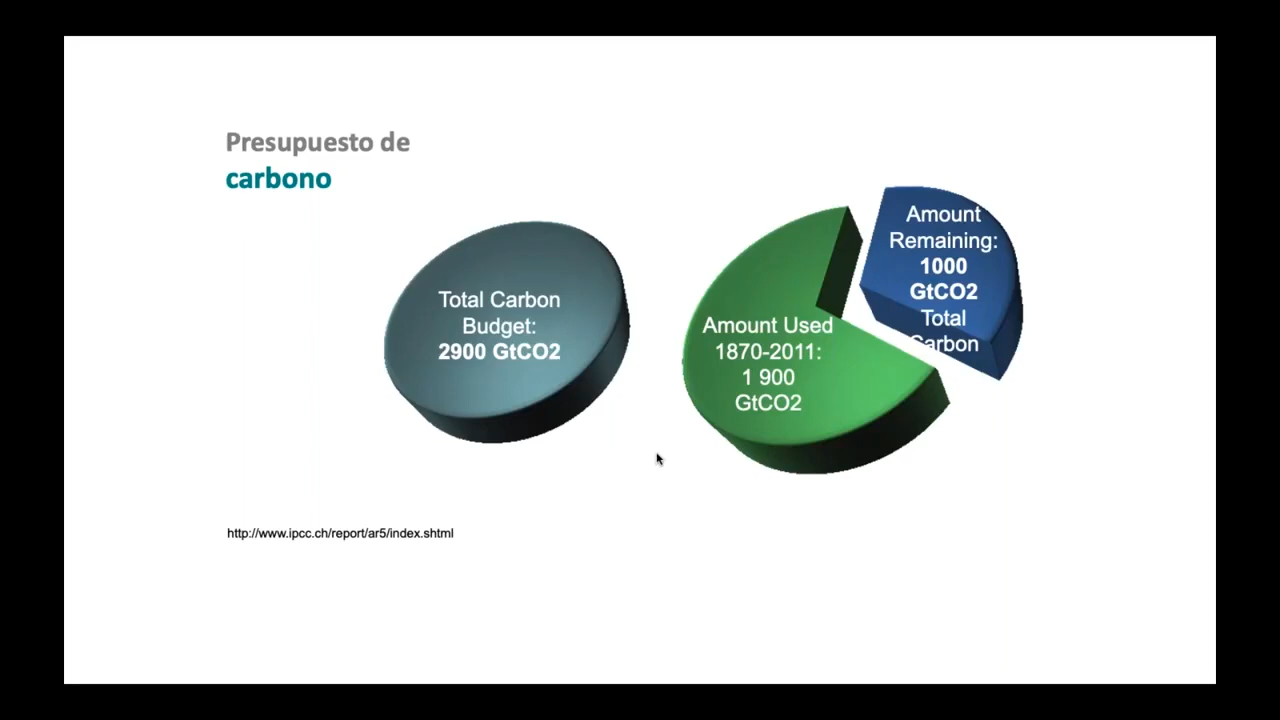 Presupuesto de
carbono
Total Carbon
Budget:
2900 GtCO2
Amount Used
1870-2011:
1 900
GtCO2
Amount
Remaining:
1000
GtCO2
Total
Carbon
http://www.ipcc.ch/report/ar5/index.shtml